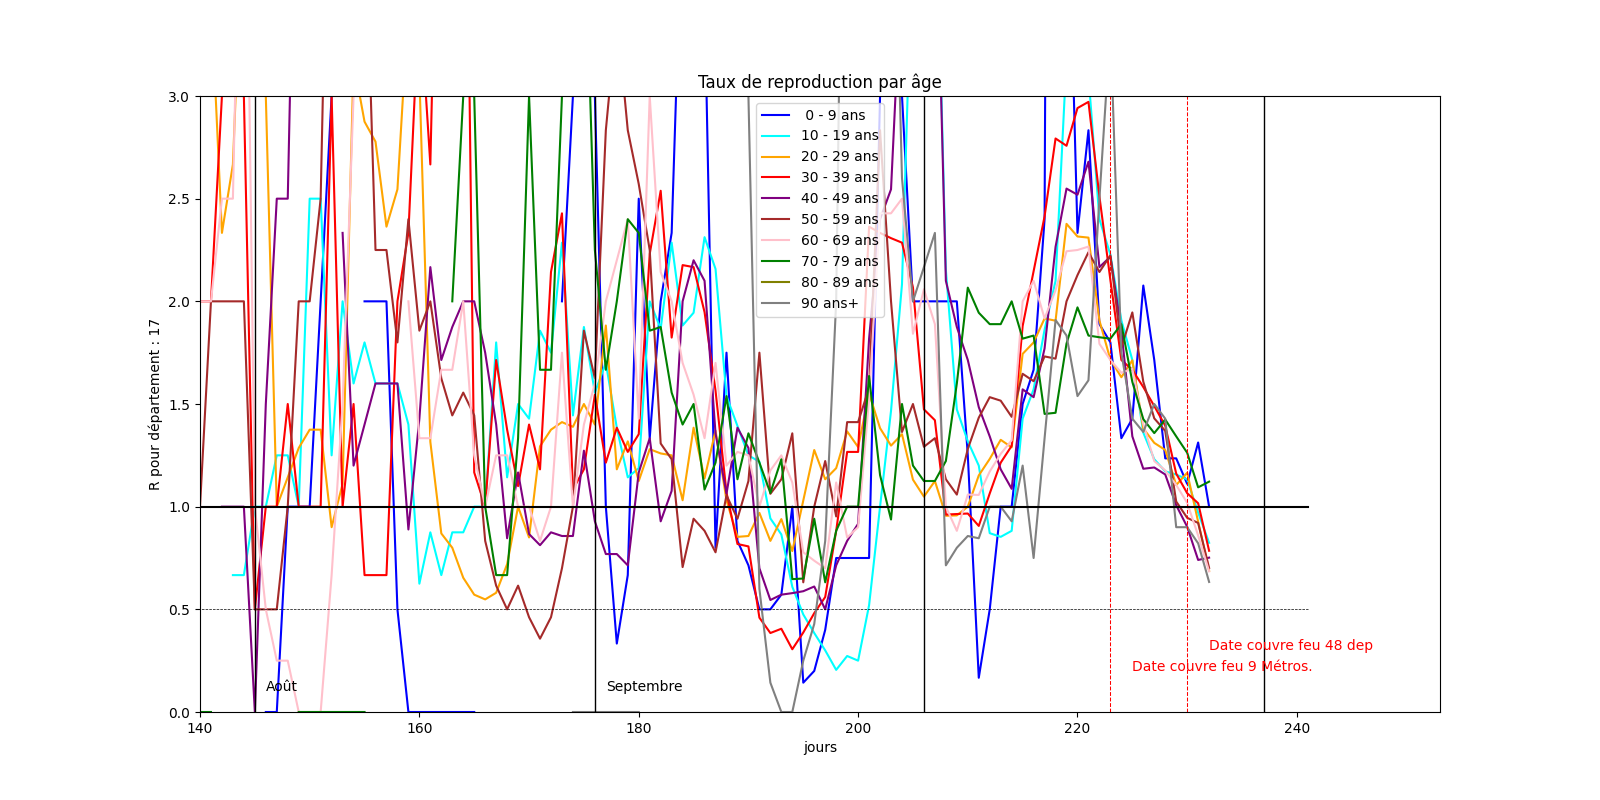 Taux de reproduction par âge
R pour département : 17
3.0
2.5
2.0
1.5
1.0
0.5
0.0
0 - 9 ans
10 - 19 ans
20 - 29 ans
30 - 39 ans
40 - 49 ans
50 - 59 ans
60 - 69 ans
70 - 79 ans
80 - 89 ans
90 ans+
Date couvre feu 48 dep
Date couvre feu 9 Métros.
Août
Septembre
140
160
180
200
220
240
jours